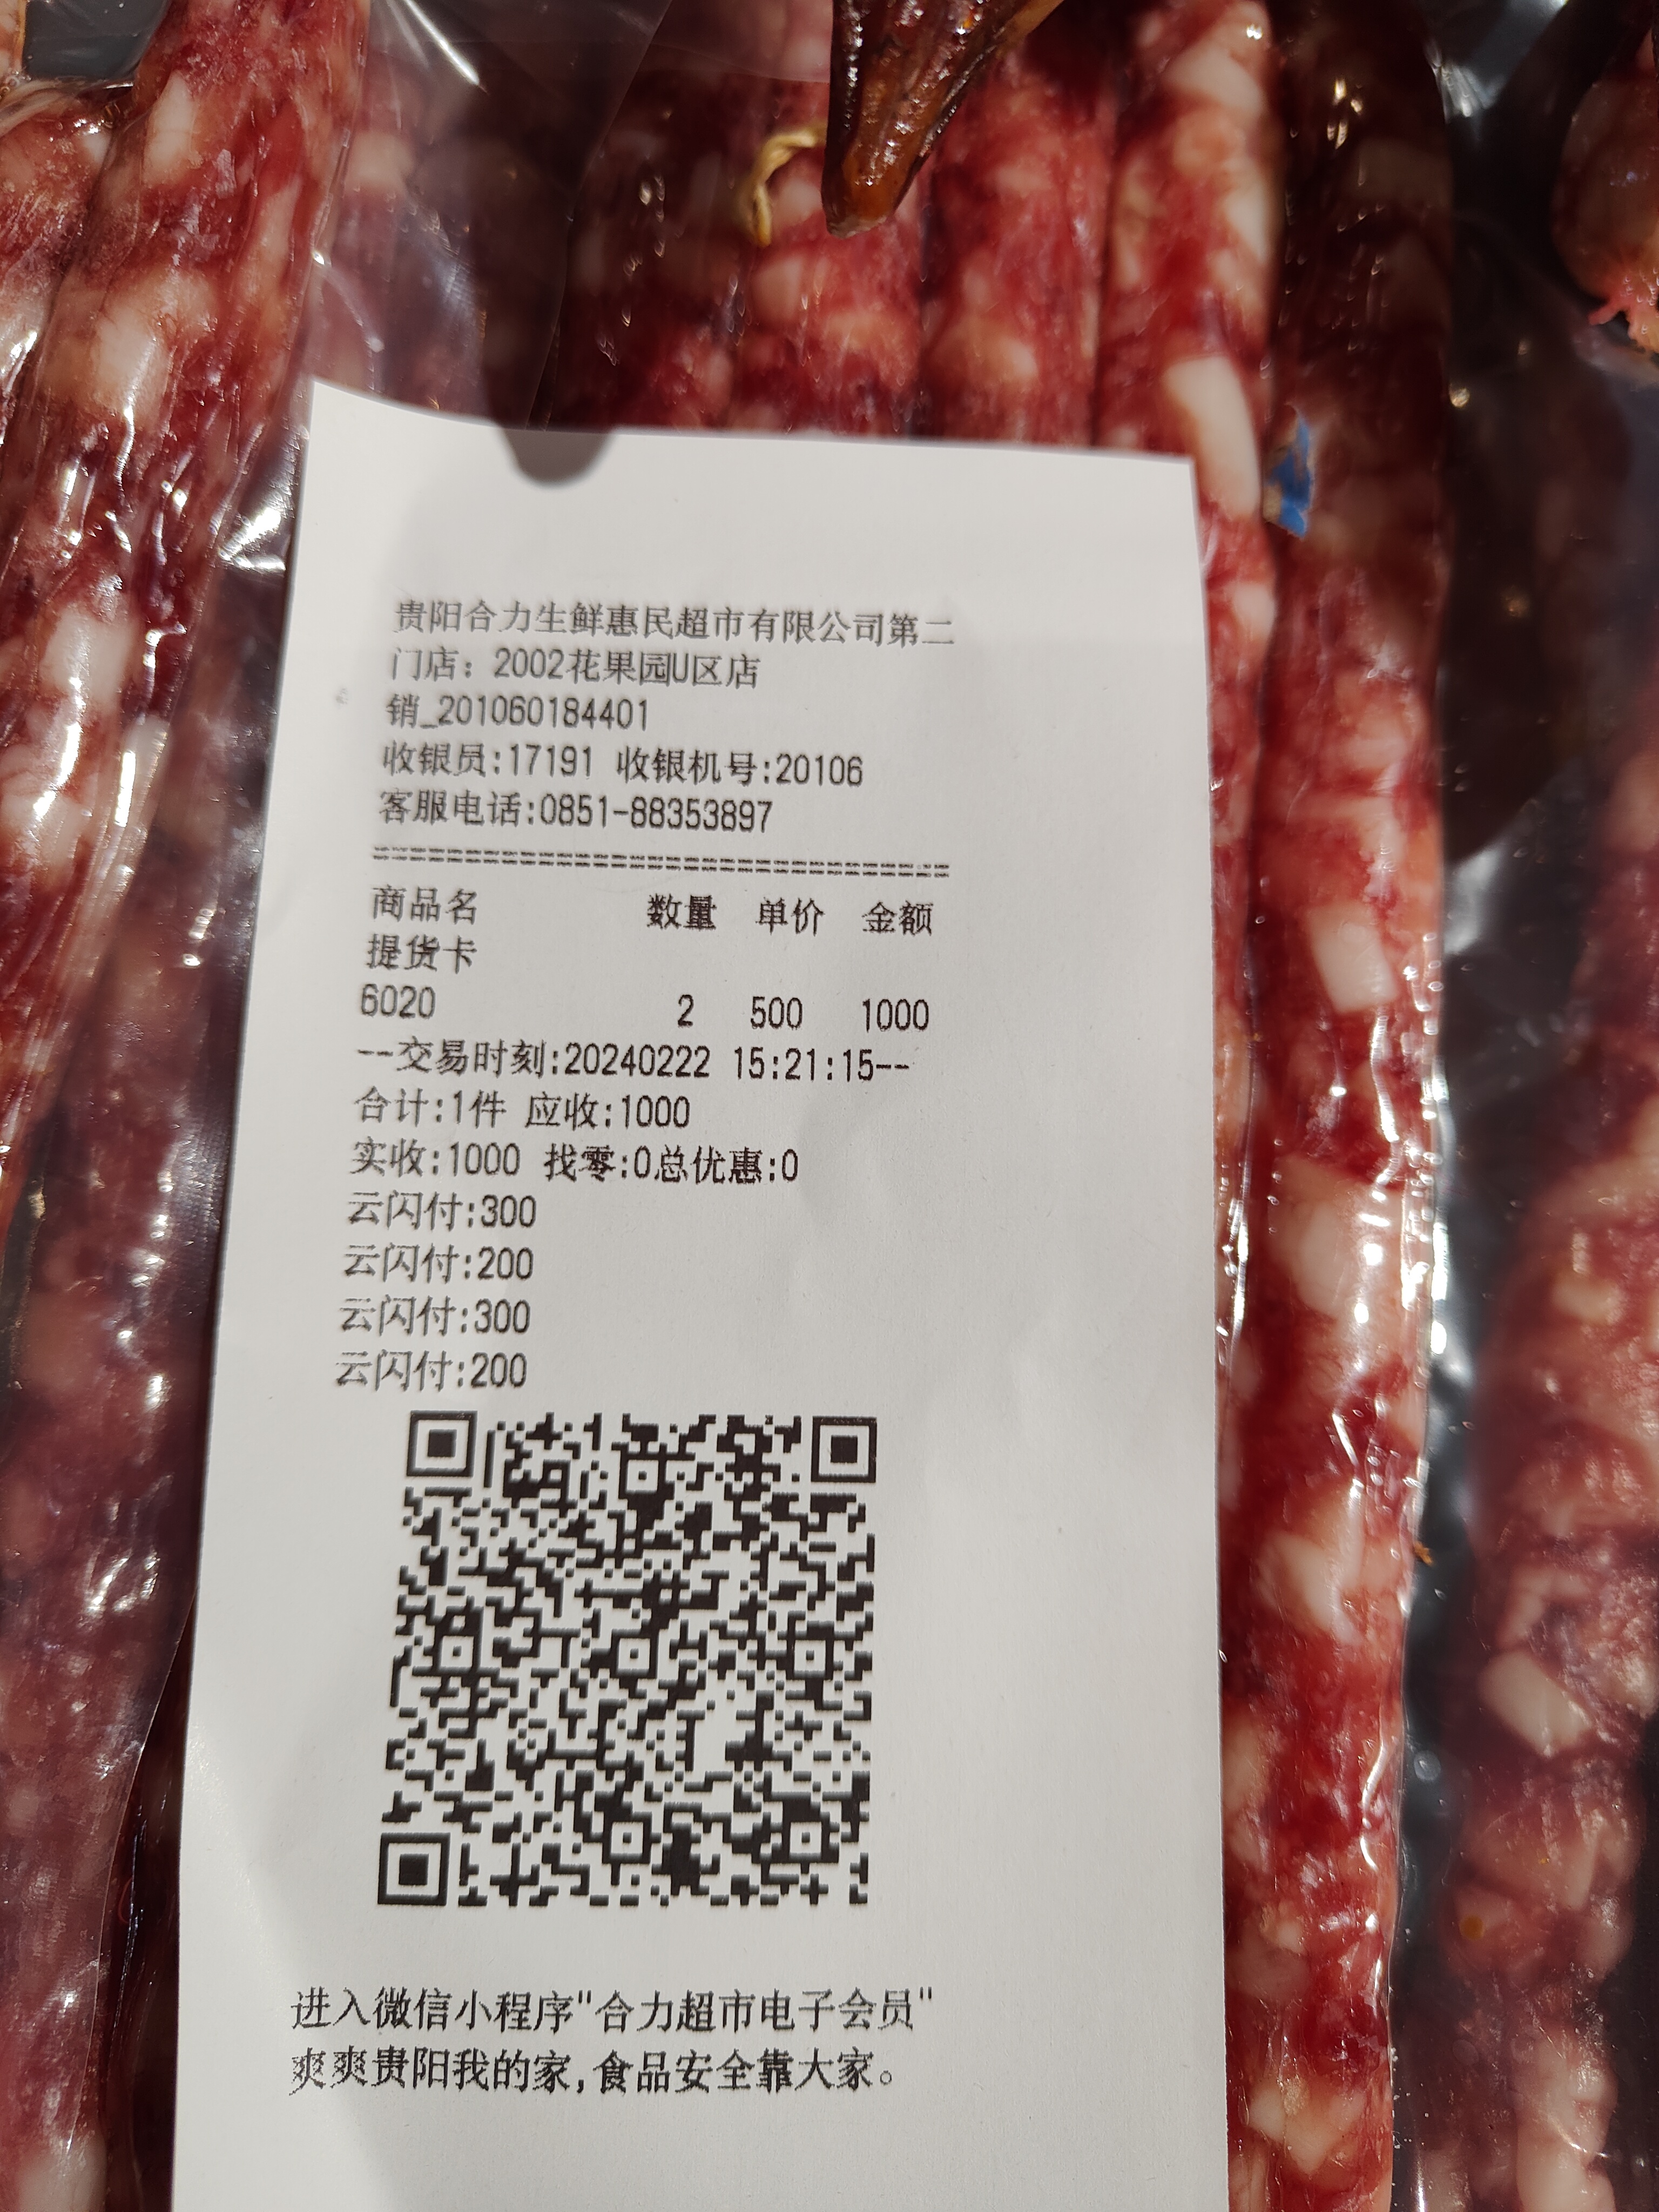 贵阳合力生鲜惠民超市有限公司第二
门店：2002花果园U区店
销_201060184401
收银员:17191 收银机号:20106
客服电话:0851-88353897
================================
商品名 数量 单价 金额
提货卡
6020 2 500 1000
--交易时刻:20240222 15:21:15--
合计:1件 应收:1000
实收:1000 找零:0总优惠:0
云闪付:300
云闪付:200
云闪付:300
云闪付:200
进入微信小程序"合力超市电子会员"
爽爽贵阳我的家,食品安全靠大家。